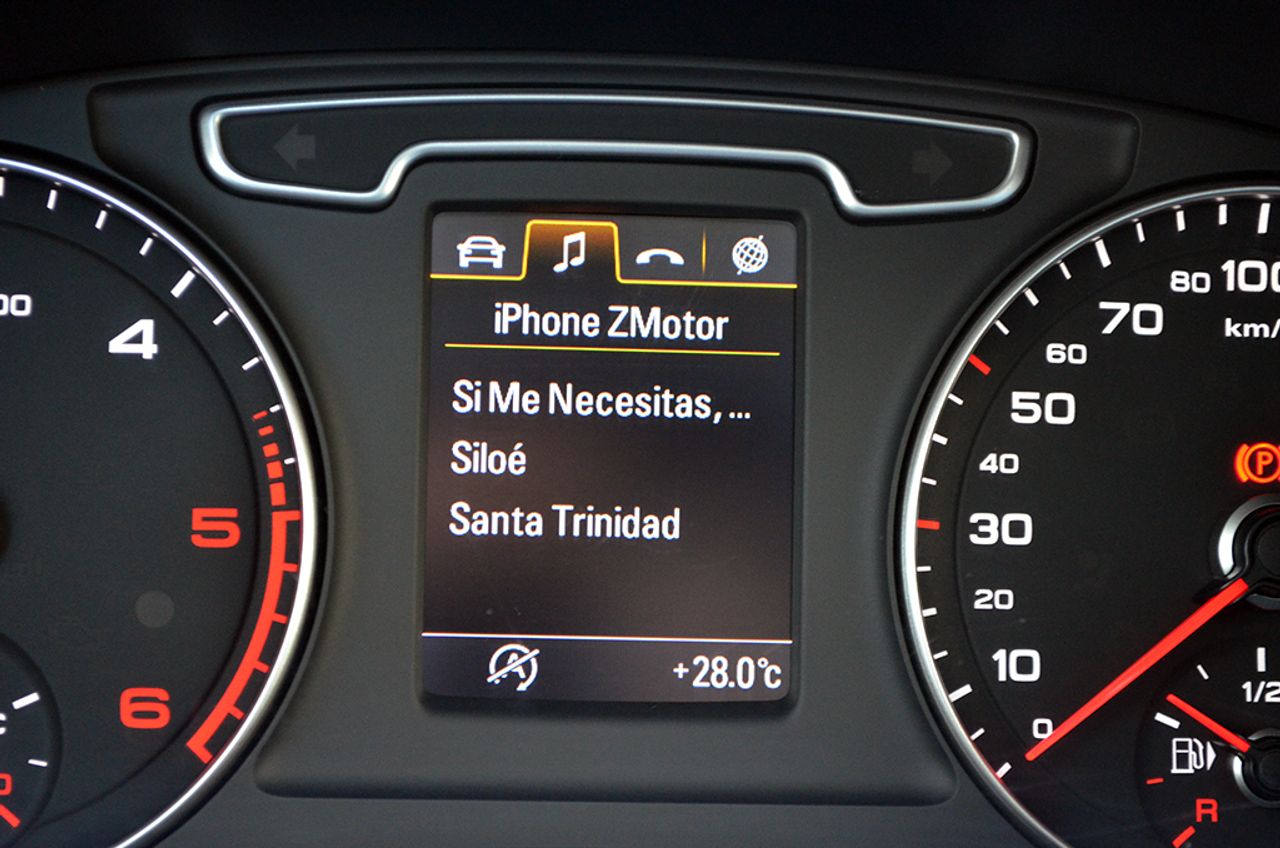 iPhone ZMotor
Si Me Necesitas, ...
Siloé
Santa Trinidad
+28.0°C
4
5
6
80
100
70
km/
60
50
40
30
20
10
0
1/2
R
P
A